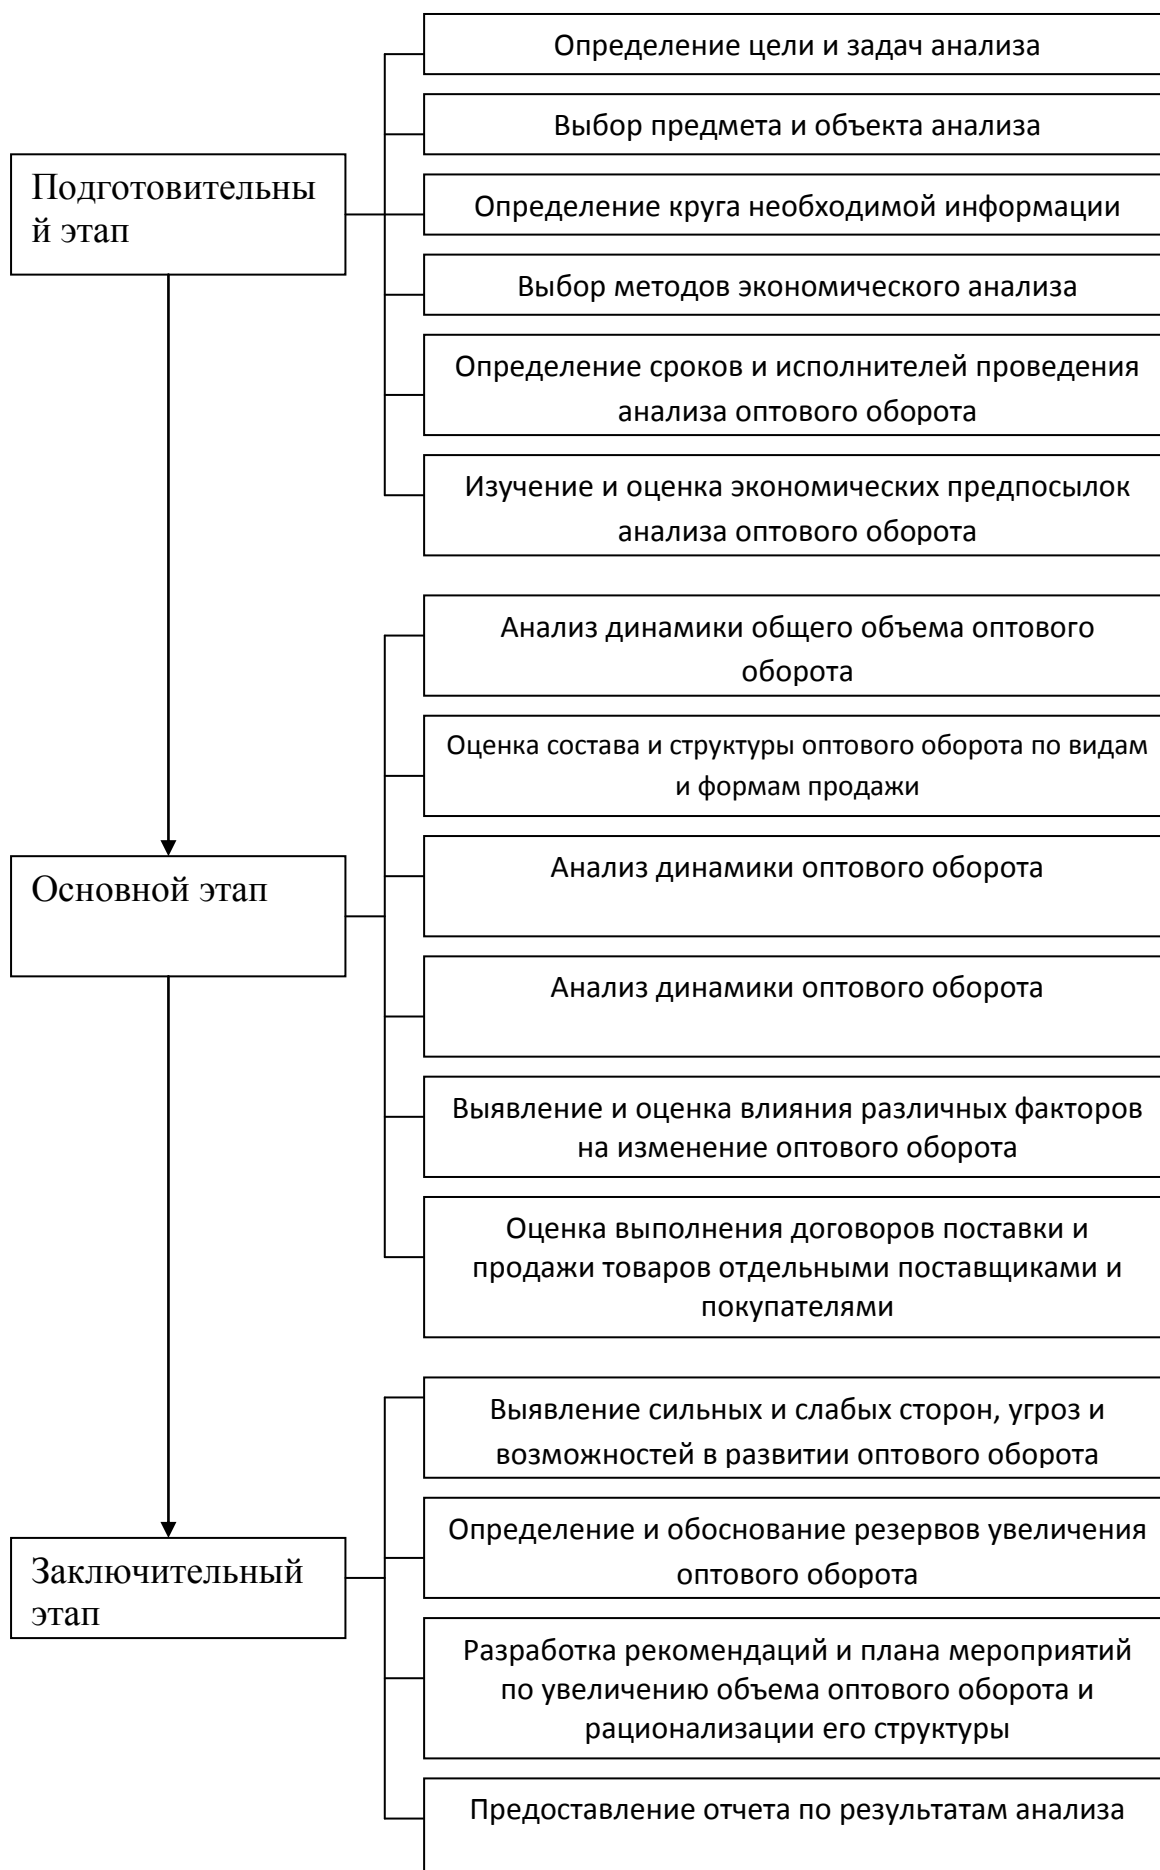 Определение цели и задач анализа
Выбор предмета и объекта анализа
Подготовительны
й этап
Определение круга необходимой информации
Выбор методов экономического анализа
Определение сроков и исполнителей проведения
анализа оптового оборота
Изучение и оценка экономических предпосылок
анализа оптового оборота
Анализ динамики общего объема оптового
оборота
Оценка состава и структуры оптового оборота по видам
и формам продажи
Основной этап
Анализ динамики оптового оборота
Анализ динамики оптового оборота
Выявление и оценка влияния различных факторов
на изменение оптового оборота
Оценка выполнения договоров поставки и
продажи товаров отдельными поставщиками и
покупателями
Выявление сильных и слабых сторон, угроз и
возможностей в развитии оптового оборота
Заключительный
этап
Определение и обоснование резервов увеличения
оптового оборота
Разработка рекомендаций и плана мероприятий
по увеличению объема оптового оборота и
рационализации его структуры
Предоставление отчета по результатам анализа